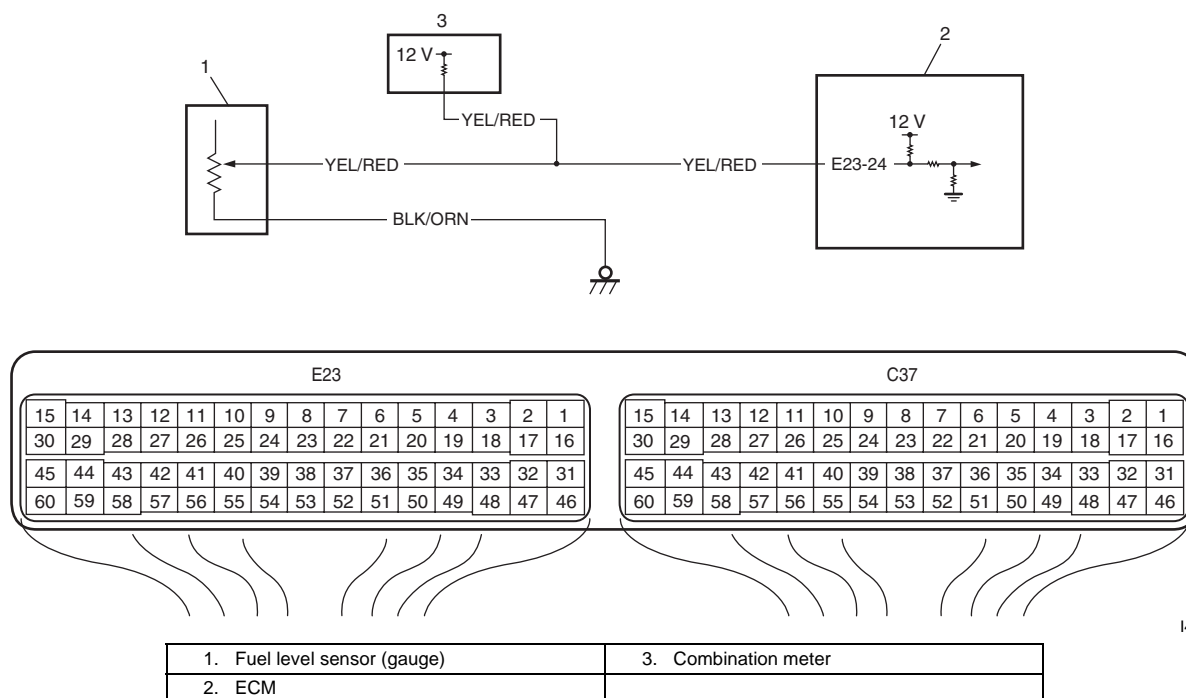 3
2
1
12 V
YEL/RED
12 V
YEL/RED
YEL/RED
E23-24
BLK/ORN
E23 C37
15 14 13 12 11 10 9 8 7 6 5 4 3 2 1 15 14 13 12 11 10 9 8 7 6 5 4 3 2 1
30 29 28 27 26 25 24 23 22 21 20 19 18 17 16 30 29 28 27 26 25 24 23 22 21 20 19 18 17 16
45 44 43 42 41 40 39 38 37 36 35 34 33 32 31 45 44 43 42 41 40 39 38 37 36 35 34 33 32 31
60 59 58 57 56 55 54 53 52 51 50 49 48 47 46 60 59 58 57 56 55 54 53 52 51 50 49 48 47 46
1. Fuel level sensor (gauge) 3. Combination meter
2. ECM